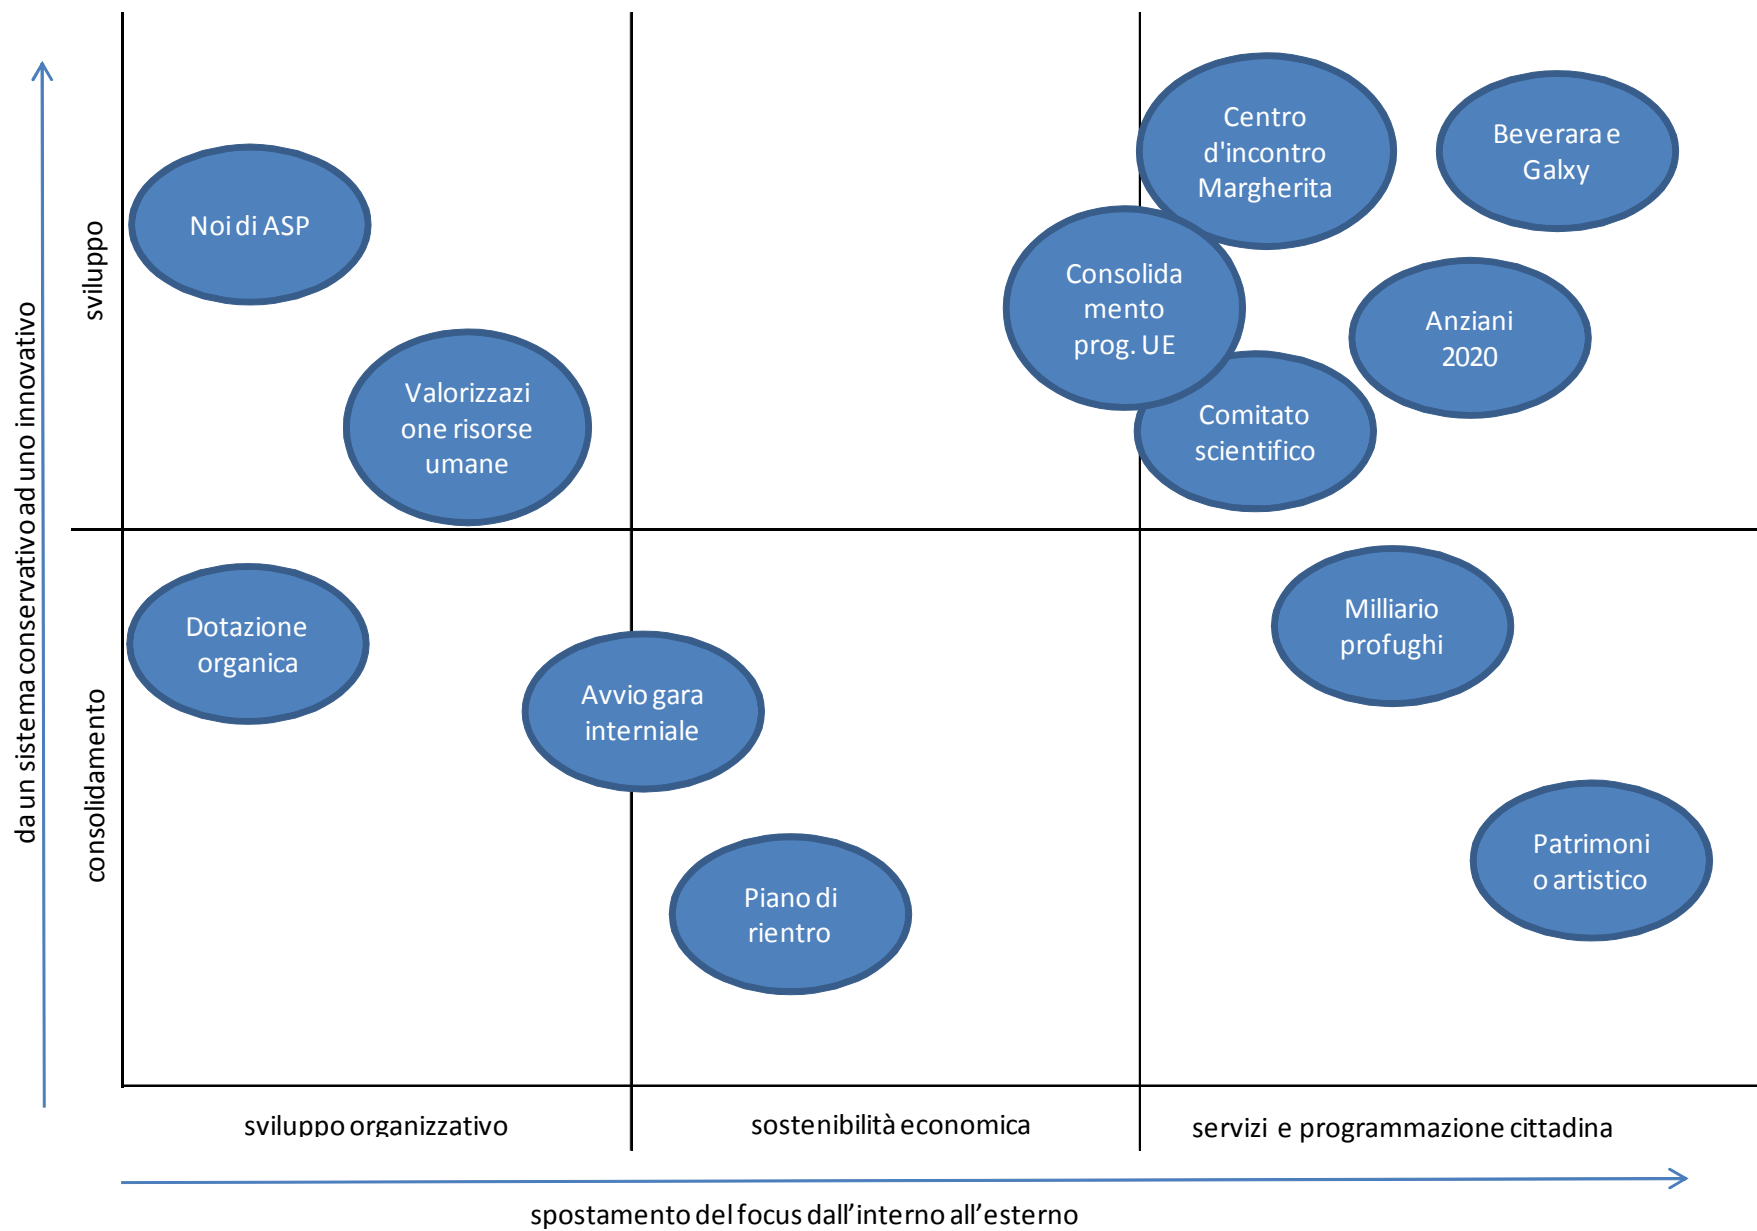 da un sistema conservativo ad uno innovativo
sviluppo
consolidamento
Noi di ASP
Valorizzazi
one risorse
umane
Centro
d'incontro
Margherita
Beverara e
Galxy
Consolida
mento
prog. UE
Anziani
2020
Comitato
scientifico
Dotazione
organica
Avvio gara
interniale
Piano di
rientro
Milliario
profughi
Patrimoni
o artistico
sviluppo organizzativo
sostenibilità economica
servizi e programmazione cittadina
spostamento del focus dall'interno all'esterno